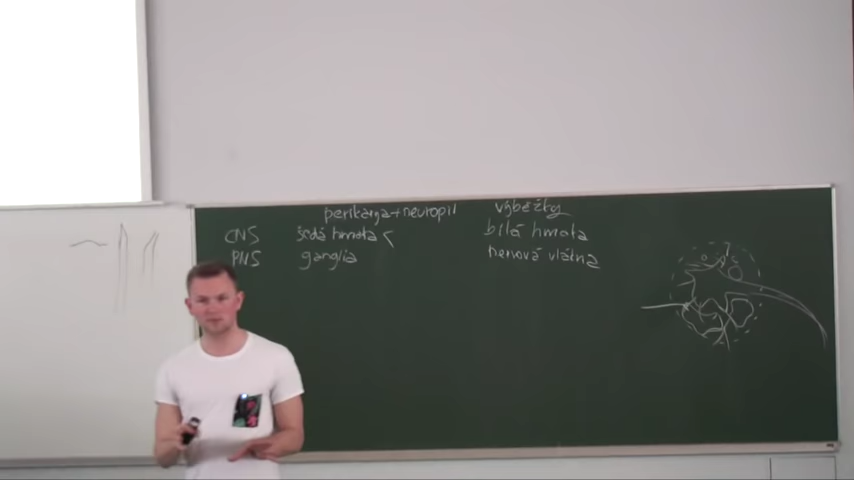 perikarya + neuropil výběžky
CNS šedá hmota < bílá hmota
PNS ganglia nervová vlákna